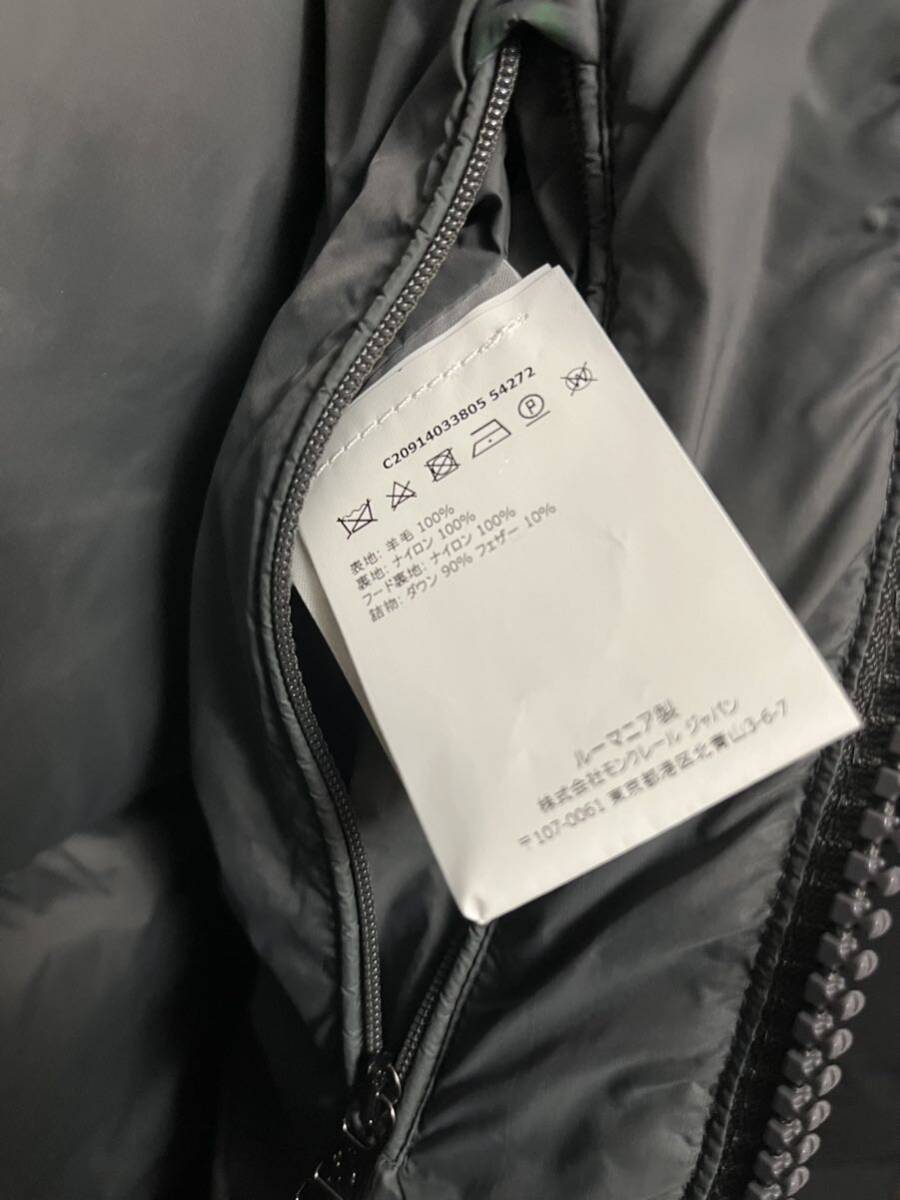 C20914033805 54272
P
W
表地: 羊毛 100%
裏地: ナイロン 100%
フード裏地: ナイロン 100%
詰物: ダウン 90% フェザー 10%
ルーマニア製
株式会社モンクレール ジャパン
〒107-0061 東京都港区北青山3-6-7